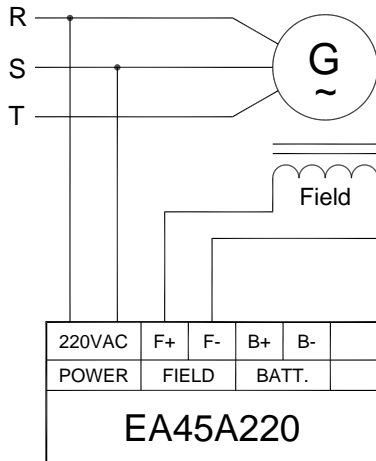 R
S
T
G
~
Field
220VAC F+ F- B+ B-
POWER FIELD BATT.
EA45A220